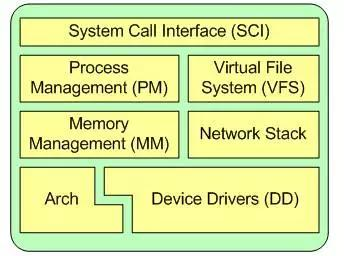 System Call Interface (SCI)
Process
Management (PM)
Virtual File
System (VFS)
Memory
Management (MM)
Network Stack
Arch
Device Drivers (DD)